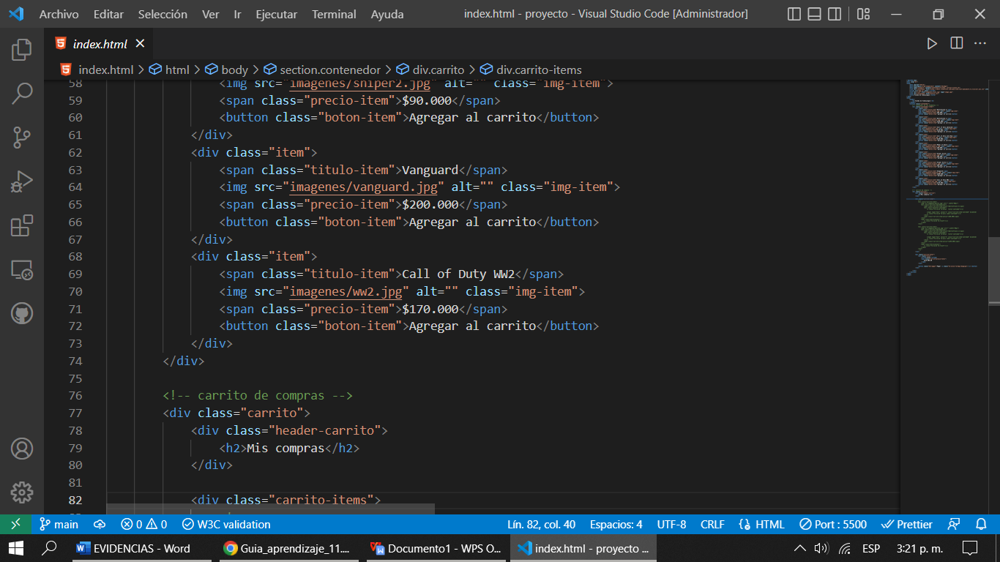 Archivo Editar Selección Ver Ir Ejecutar Terminal Ayuda index.html - proyecto - Visual Studio Code [Administrador]
index.html
index.html > html > body > section.contenedor > div.carrito > div.carrito-items
58 <img src="imagenes/sniper2.jpg" alt="" class="img-item">
59 <span class="precio-item">$90.000</span>
60 <button class="boton-item">Agregar al carrito</button>
61 </div>
62 <div class="item">
63 <span class="titulo-item">Vanguard</span>
64 <img src="imagenes/vanguard.jpg" alt="" class="img-item">
65 <span class="precio-item">$200.000</span>
66 <button class="boton-item">Agregar al carrito</button>
67 </div>
68 <div class="item">
69 <span class="titulo-item">Call of Duty WW2</span>
70 <img src="imagenes/ww2.jpg" alt="" class="img-item">
71 <span class="precio-item">$170.000</span>
72 <button class="boton-item">Agregar al carrito</button>
73 </div>
74 </div>
75
76 <!-- carrito de compras -->
77 <div class="carrito">
78 <div class="header-carrito">
79 <h2>Mis compras</h2>
80 </div>
81
82 <div class="carrito-items">
main 0 0 W3C validation Lín. 82, col. 40 Espacios: 4 UTF-8 CRLF HTML Port : 5500 Prettier
EVIDENCIAS - Word Guia_aprendizaje_11.... Documento1 - WPS O... index.html - proyecto ... ESP 3:21 p. m.